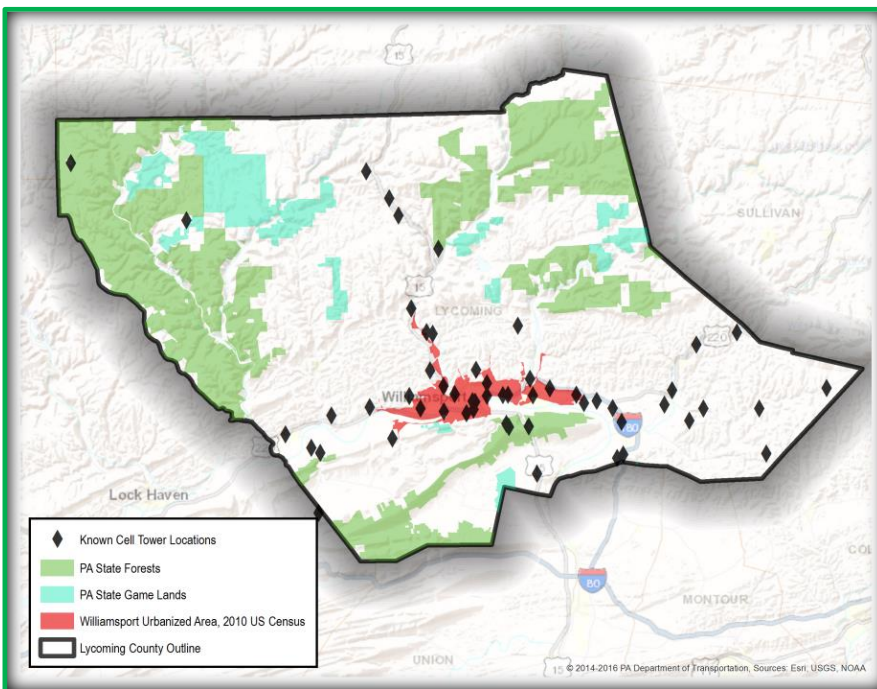 15
SULLIVAN
15
LYCOMING
220
Williamsport
80
Lock Haven
Known Cell Tower Locations
PA State Forests
PA State Game Lands
Williamsport Urbanized Area, 2010 US Census
Lycoming County Outline
80
MONTOUR
UNION
15
© 2014-2016 PA Department of Transportation, Sources: Esri, USGS, NOAA